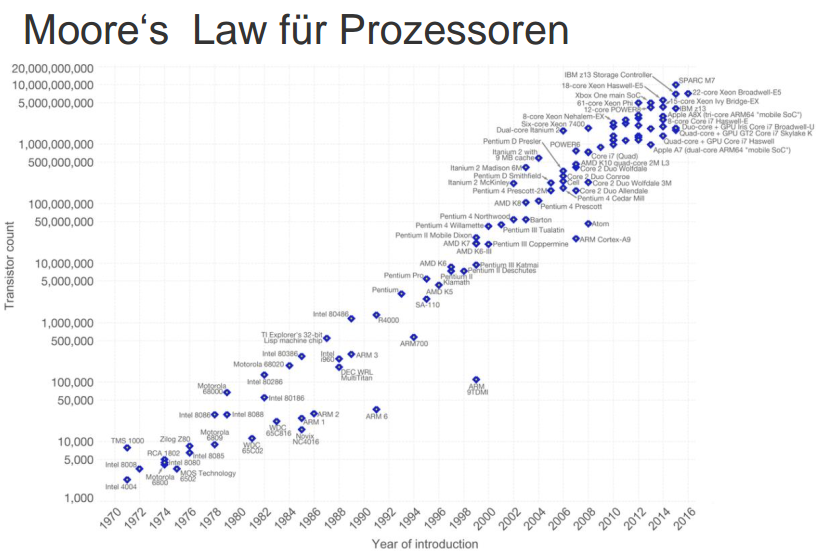 Moore‘s Law für Prozessoren
Transistor count
20,000,000,000
10,000,000,000
5,000,000,000
1,000,000,000
500,000,000
100,000,000
50,000,000
10,000,000
5,000,000
1,000,000
500,000
100,000
50,000
10,000
5,000
1,000
IBM z13 Storage Controller
SPARC M7
18-core Xeon Haswell-E5
22-core Xeon Broadwell-E5
Xbox One main SoC
15-core Xeon Ivy Bridge-EX
61-core Xeon Phi
IBM z13
12-core POWER8
Apple A8X (tri-core ARM64 "mobile SoC")
8-core Xeon Nehalem-EX
8-core Core i7 Haswell-E
Six-core Xeon 7400
Duo-core + GPU Iris Core i7 Broadwell-U
Dual-core Itanium 2
Quad-core + GPU GT2 Core i7 Skylake K
Pentium D Presler
POWER6
Quad-core + GPU Core i7 Haswell
Itanium 2 with
9 MB cache
Apple A7 (dual-core ARM64 "mobile SoC")
Core i7 (Quad)
AMD K10 quad-core 2M L3
Itanium 2 Madison 6M
Core 2 Duo Wolfdale
Pentium D Smithfield
Core 2 Duo Conroe
Itanium 2 McKinley
Cell
Core 2 Duo Wolfdale 3M
Pentium 4 Prescott-2M
Core 2 Duo Allendale
Pentium 4 Cedar Mill
AMD K8
Pentium 4 Prescott
Pentium 4 Northwood
Barton
Atom
Pentium 4 Willamette
Pentium III Tualatin
Pentium II Mobile Dixon
ARM Cortex-A9
AMD K7
Pentium III Coppermine
AMD K6-III
AMD K6
Pentium III Katmai
Pentium Pro
Pentium II Deschutes
Pentium II
Klamath
Pentium
AMD K5
SA-110
Intel 80486
R4000
TI Explorer's 32-bit
Lisp machine chip
ARM700
Intel 80386
Intel
i960
ARM 3
Motorola 68020
DEC WRL
MultiTitan
Intel 80286
ARM
9TDMI
Motorola
68000
Intel 80186
Intel 8086
Intel 8088
ARM 2
ARM 6
ARM 1
WDC
65C816
Novix
NC4016
TMS 1000
Zilog Z80
Motorola
6809
WDC
65C02
RCA 1802
Intel 8085
Intel 8008
Intel 8080
Motorola
6800
MOS Technology
6502
Intel 4004
1970 1972 1974 1976 1978 1980 1982 1984 1986 1988 1990 1992 1994 1996 1998 2000 2002 2004 2006 2008 2010 2012 2014 2016
Year of introduction